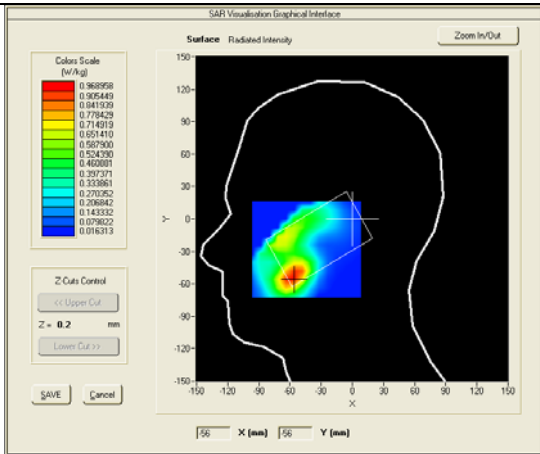 SAR Visualisation Graphical Interface
Surface Radiated Intensity
Zoom In/Out
Colors Scale
(W/kg)
0.968958
0.905449
0.841939
0.778429
0.714919
0.651410
0.587900
0.524390
0.460881
0.397371
0.333861
0.270352
0.206842
0.143332
0.079822
0.016313
150
120
90
60
30
0
-30
-60
-90
-120
-150
Y
-150 -120 -90 -60 -30 0 30 60 90 120 150
X
Z Cuts Control
<< Upper Cut
Z = 0.2 mm
Lower Cut >>
SAVE Cancel
-56 X (mm) -56 Y (mm)